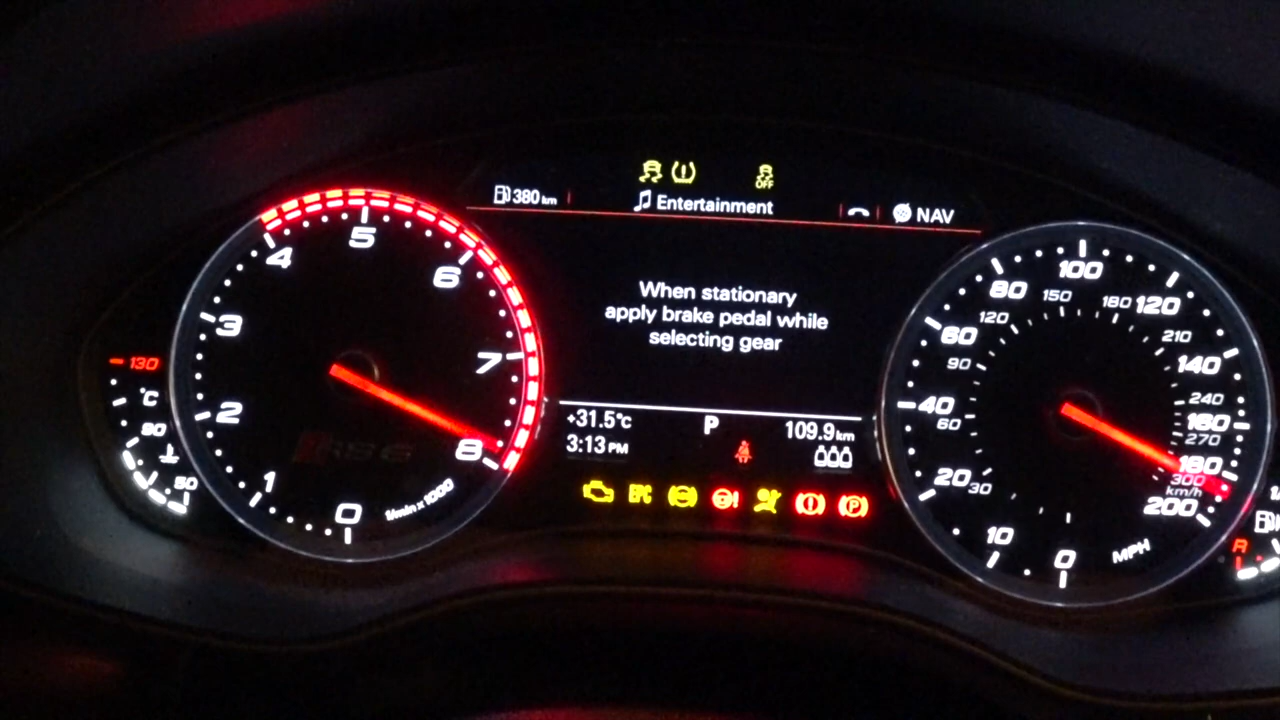 OFF
380 km
Entertainment
NAV
When stationary
apply brake pedal while
selecting gear
+31.5°C
P
109.9 km
3:13 PM
EPC
(!)
(P)
130
°C
90
50
0
1
2
3
4
5
6
7
8
1/min x 1000
RS6
0
10
20
40
60
80
100
120
140
160
180
200
MPH
30
60
90
120
150
180
210
240
270
300
km/h
R